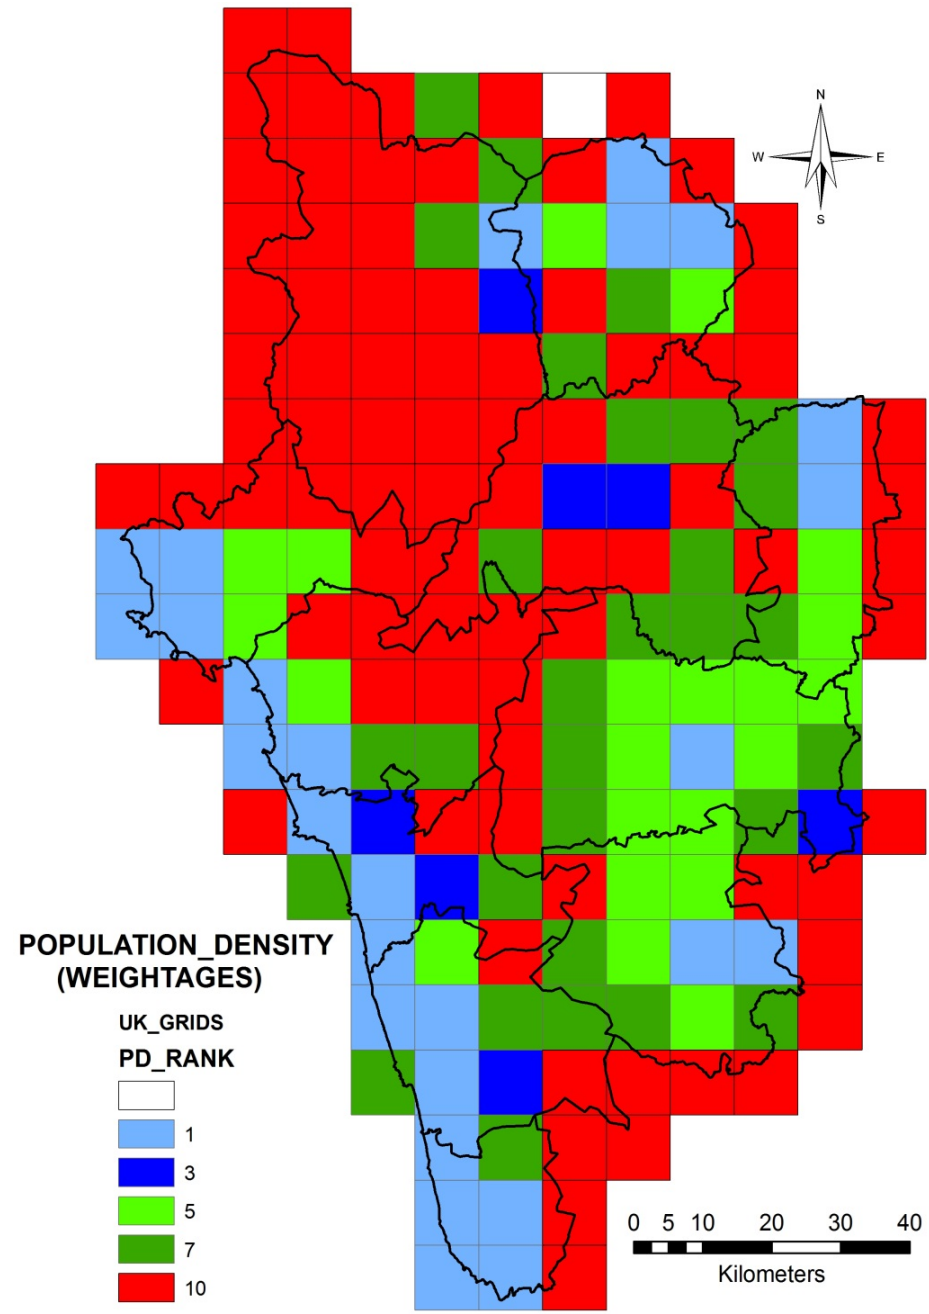 N
W E
S
POPULATION_DENSITY
(WEIGHTAGES)
UK_GRIDS
PD_RANK
1
3
5
7
10
0 5 10 20 30 40
Kilometers